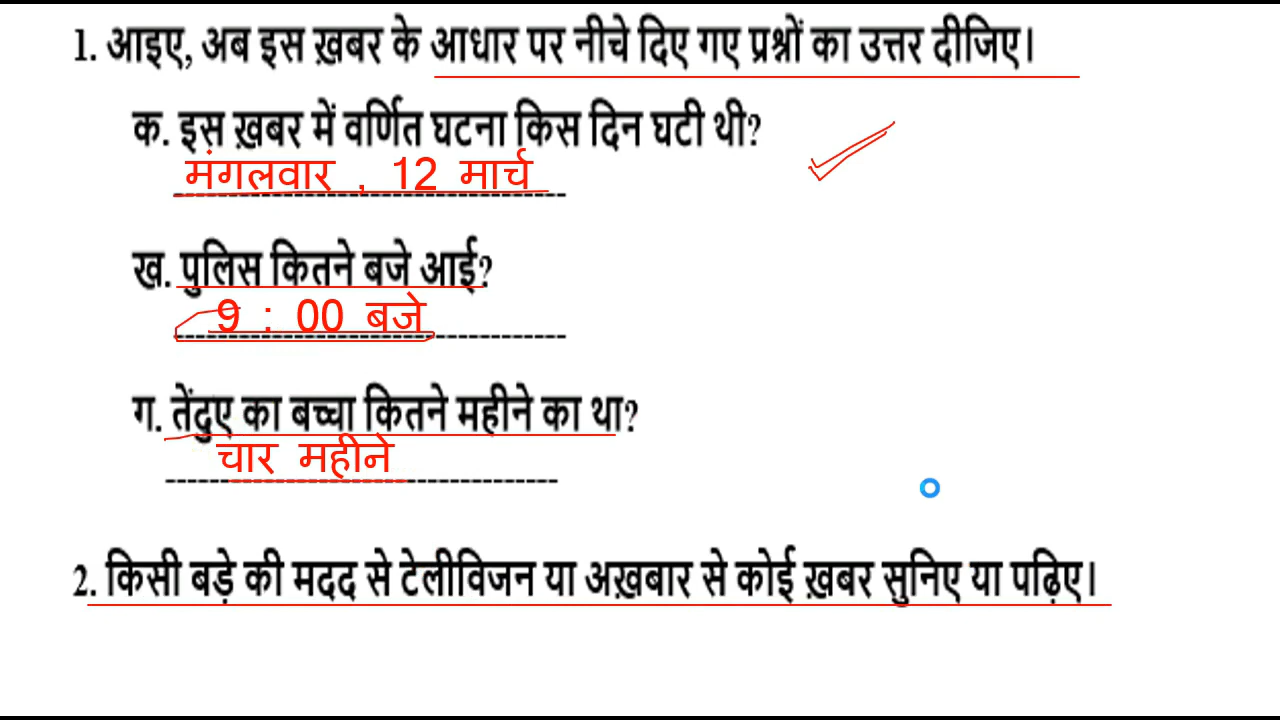 1. आइए, अब इस ख़बर के आधार पर नीचे दिए गए प्रश्नों का उत्तर दीजिए।
क. इस ख़बर में वर्णित घटना किस दिन घटी थी?
मंगलवार , 12 मार्च
ख. पुलिस कितने बजे आई?
9 : 00 बजे
ग. तेंदुए का बच्चा कितने महीने का था?
चार महीने
2. किसी बड़े की मदद से टेलीविजन या अख़बार से कोई ख़बर सुनिए या पढ़िए।